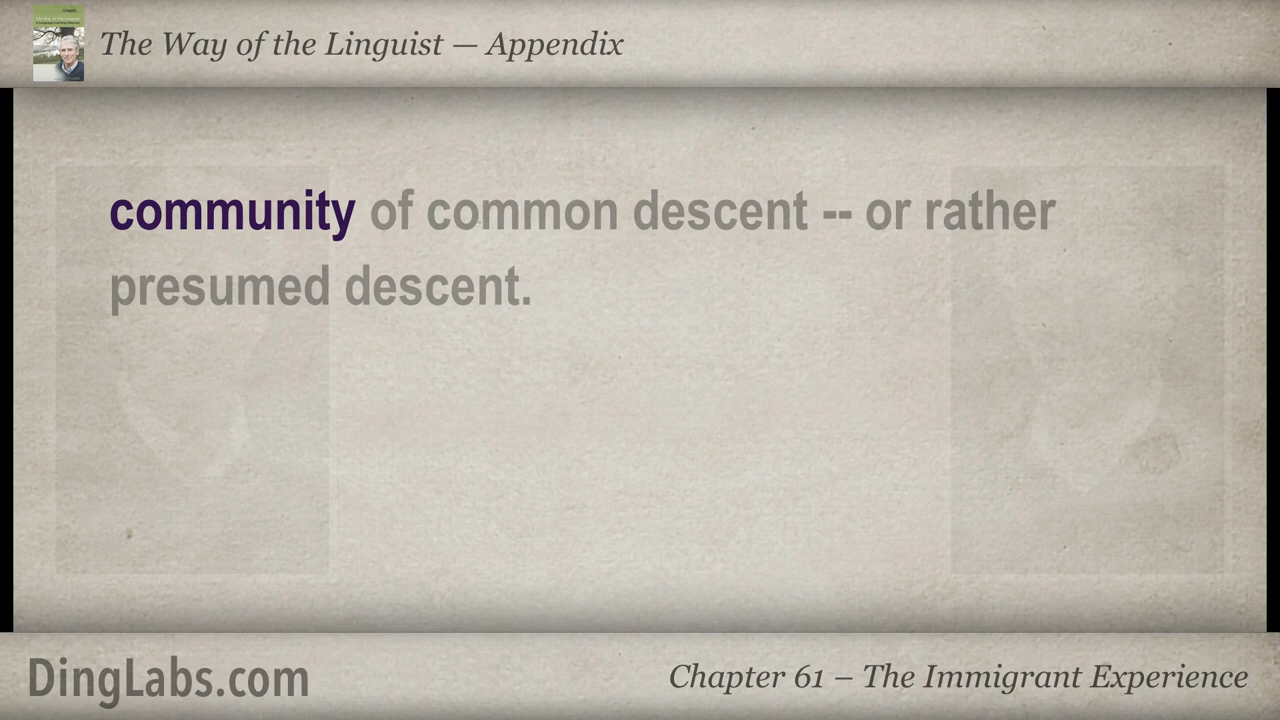 The Way of the Linguist — Appendix
community of common descent -- or rather
presumed descent.
DingLabs.com
Chapter 61 – The Immigrant Experience